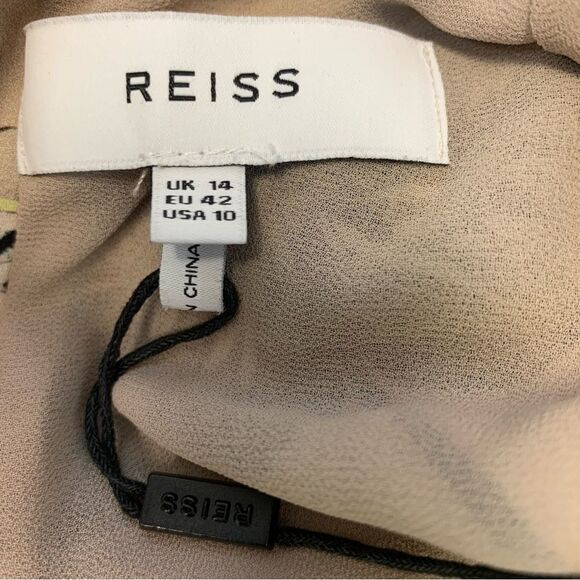 REISS
UK 14
EU 42
USA 10
N CHINA
REISS